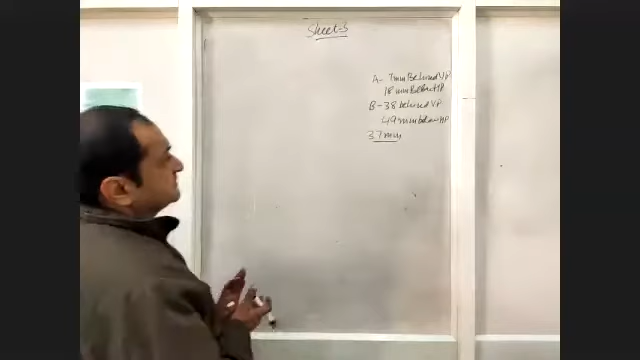 Sheet-3
A- 7mm Behind VP
18 mm Below HP
B-38 behind VP
49 mm below HP
37 mm